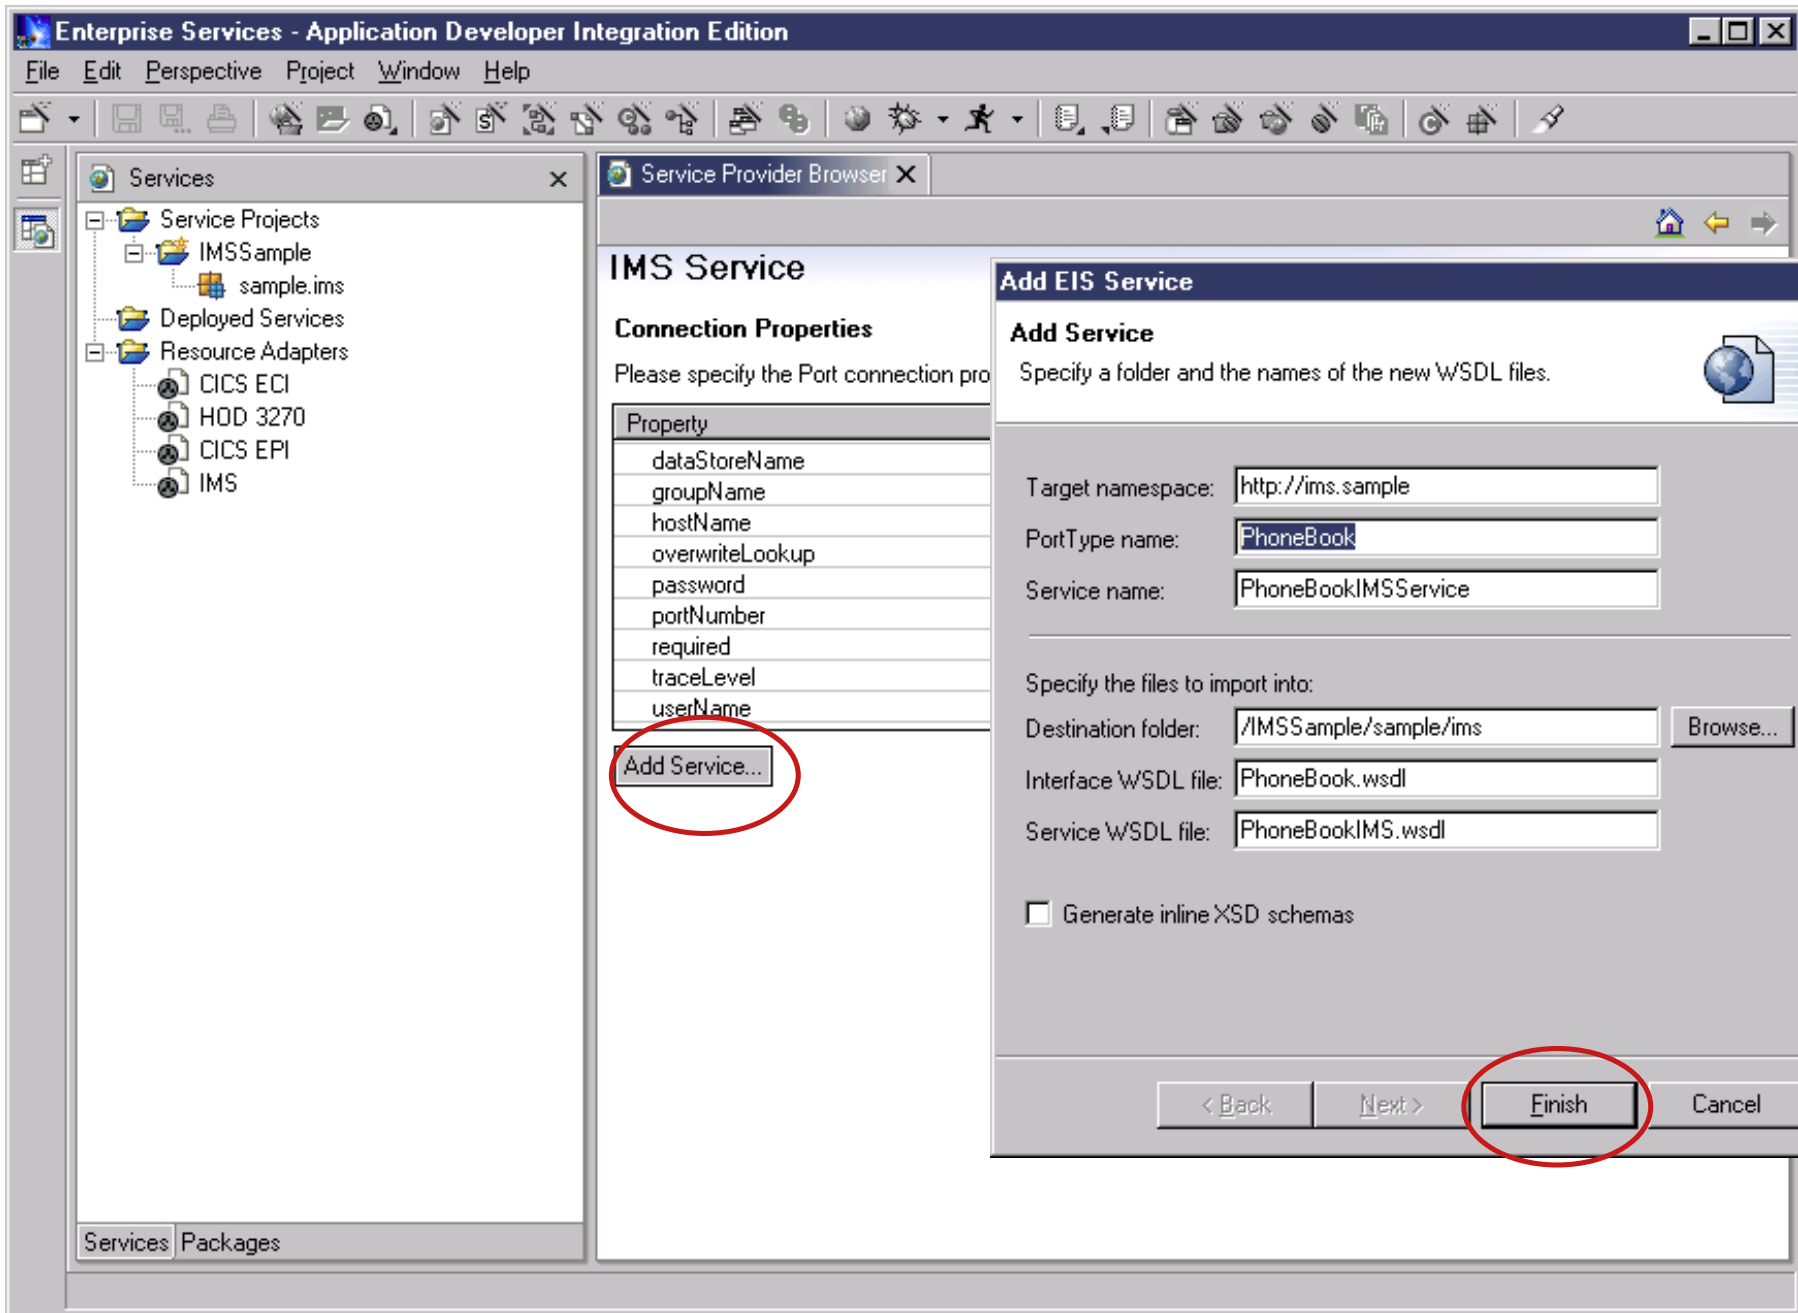 Enterprise Services - Application Developer Integration Edition
File Edit Perspective Project Window Help
Services
Service Projects
IMSSample
sample.ims
Deployed Services
Resource Adapters
CICS ECI
HOD 3270
CICS EPI
IMS
Services Packages
Service Provider Browser
IMS Service
Connection Properties
Please specify the Port connection pro
Property
dataStoreName
groupName
hostName
overwriteLookup
password
portNumber
required
traceLevel
userName
Add Service...
Add EIS Service
Add Service
Specify a folder and the names of the new WSDL files.
Target namespace: http://ims.sample
PortType name: PhoneBook
Service name: PhoneBookIMSService
Specify the files to import into:
Destination folder: /IMSSample/sample/ims Browse...
Interface WSDL file: PhoneBook.wsdl
Service WSDL file: PhoneBookIMS.wsdl
Generate inline XSD schemas
< Back Next > Finish Cancel